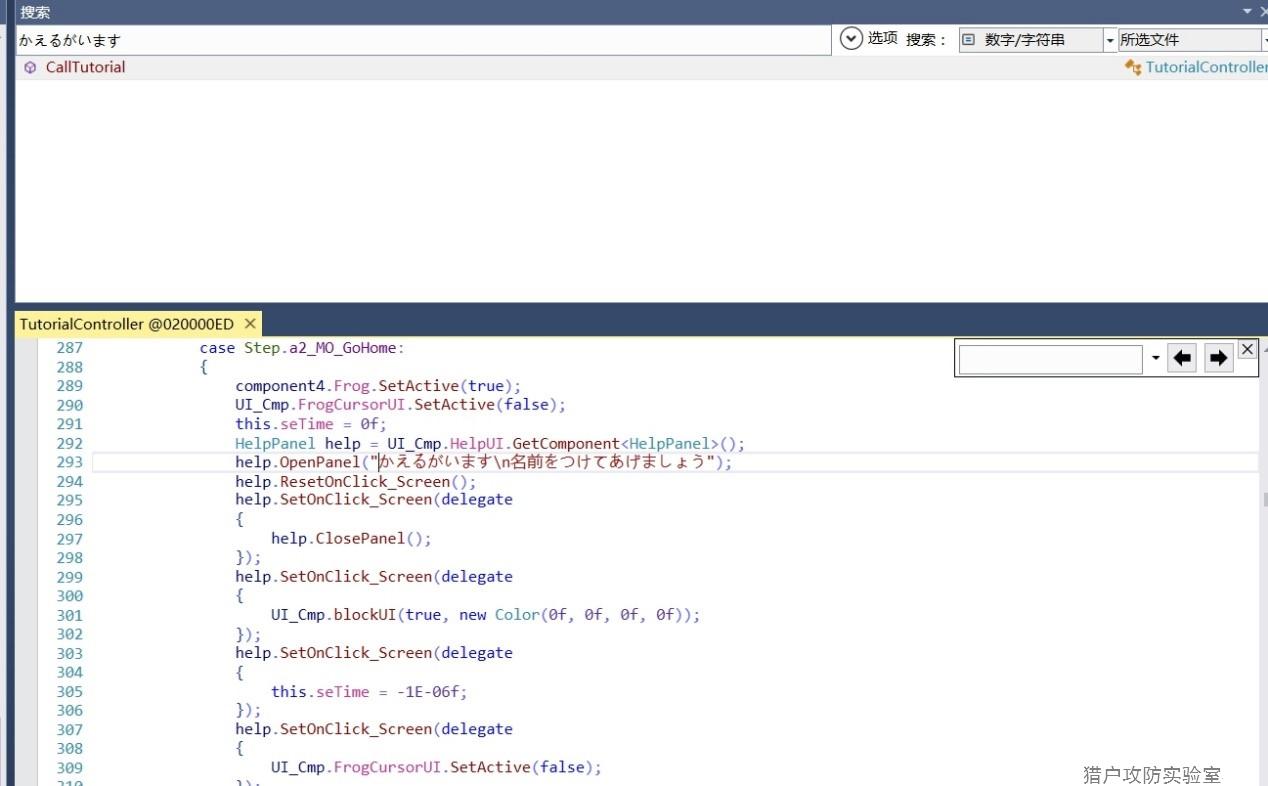 搜索
かえるがいます 选项 搜索： 数字/字符串 所选文件
CallTutorial TutorialController
TutorialController @020000ED
287 case Step.a2_MO_GoHome:
288 {
289 component4.Frog.SetActive(true);
290 UI_Cmp.FrogCursorUI.SetActive(false);
291 this.seTime = 0f;
292 HelpPanel help = UI_Cmp.HelpUI.GetComponent<HelpPanel>();
293 help.OpenPanel("かえるがいます\n名前をつけてあげましょう");
294 help.ResetOnClick_Screen();
295 help.SetOnClick_Screen(delegate
296 {
297 help.ClosePanel();
298 });
299 help.SetOnClick_Screen(delegate
300 {
301 UI_Cmp.blockUI(true, new Color(0f, 0f, 0f, 0f));
302 });
303 help.SetOnClick_Screen(delegate
304 {
305 this.seTime = -1E-06f;
306 });
307 help.SetOnClick_Screen(delegate
308 {
309 UI_Cmp.FrogCursorUI.SetActive(false);
310 });
猎户攻防实验室